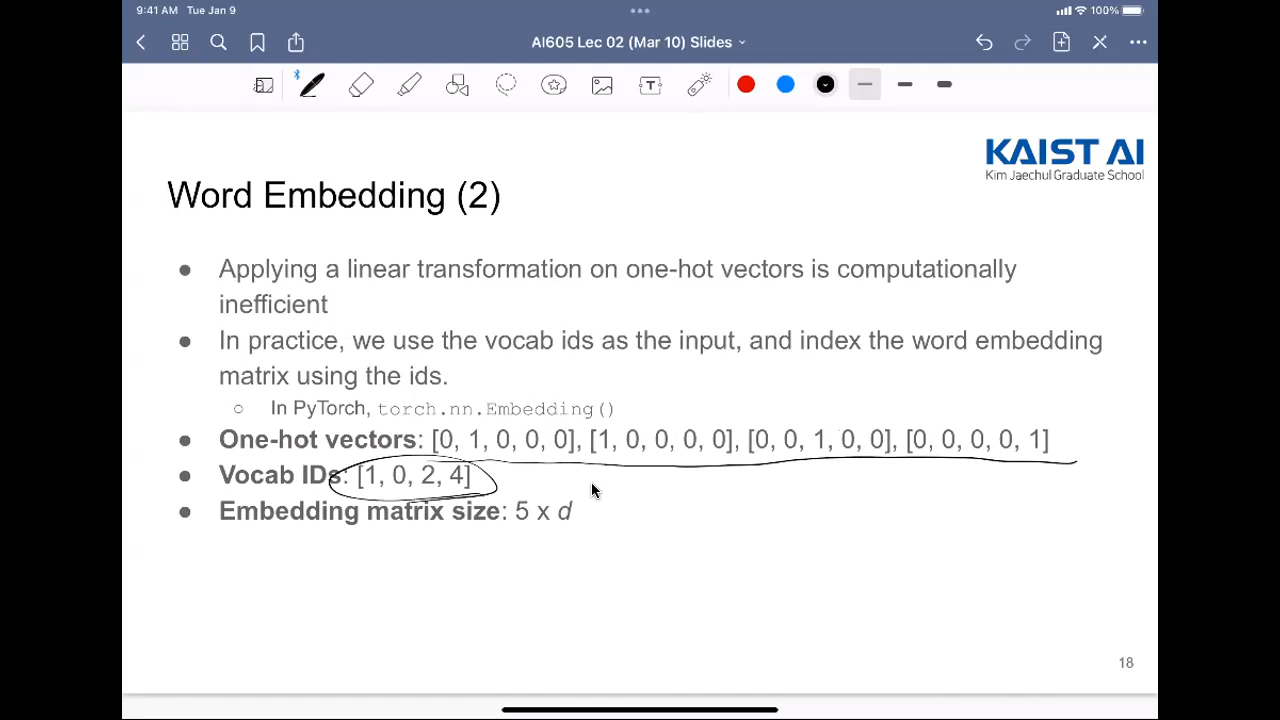 9:41 AM Tue Jan 9
100%
AI605 Lec 02 (Mar 10) Slides
T
KAIST AI
Kim Jaechul Graduate School
Word Embedding (2)
● Applying a linear transformation on one-hot vectors is computationally
inefficient
● In practice, we use the vocab ids as the input, and index the word embedding
matrix using the ids.
○ In PyTorch, torch.nn.Embedding()
● One-hot vectors: [0, 1, 0, 0, 0], [1, 0, 0, 0, 0], [0, 0, 1, 0, 0], [0, 0, 0, 0, 1]
● Vocab IDs: [1, 0, 2, 4]
● Embedding matrix size: 5 x d
18